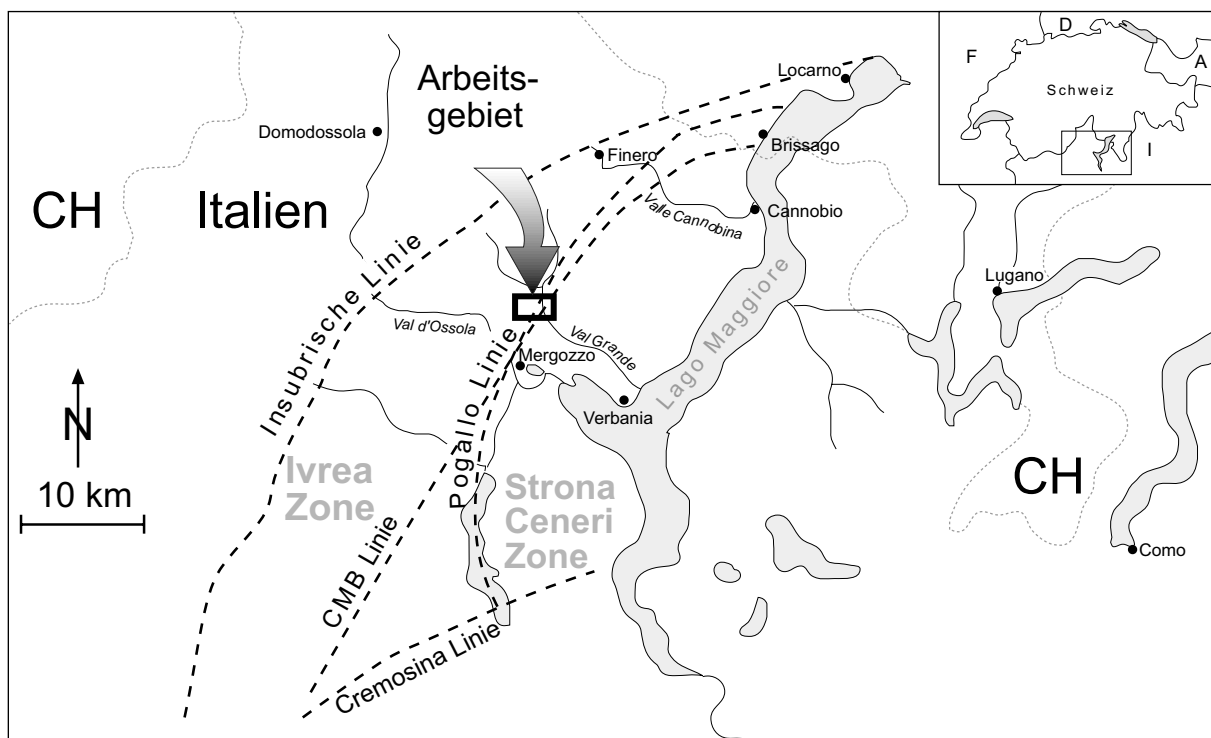 Arbeits-
gebiet
Locarno
Domodossola
Finero
Brissago
CH
Italien
Valle Cannobina
Cannobio
Insubrische Linie
Lugano
Val d'Ossola
Val Grande
Lago Maggiore
Mergozzo
Pogallo Linie
Verbania
N
10 km
Ivrea
Zone
Strona
Ceneri
Zone
CH
CMB Linie
Como
Cremosina Linie
D
F
A
Schweiz
I